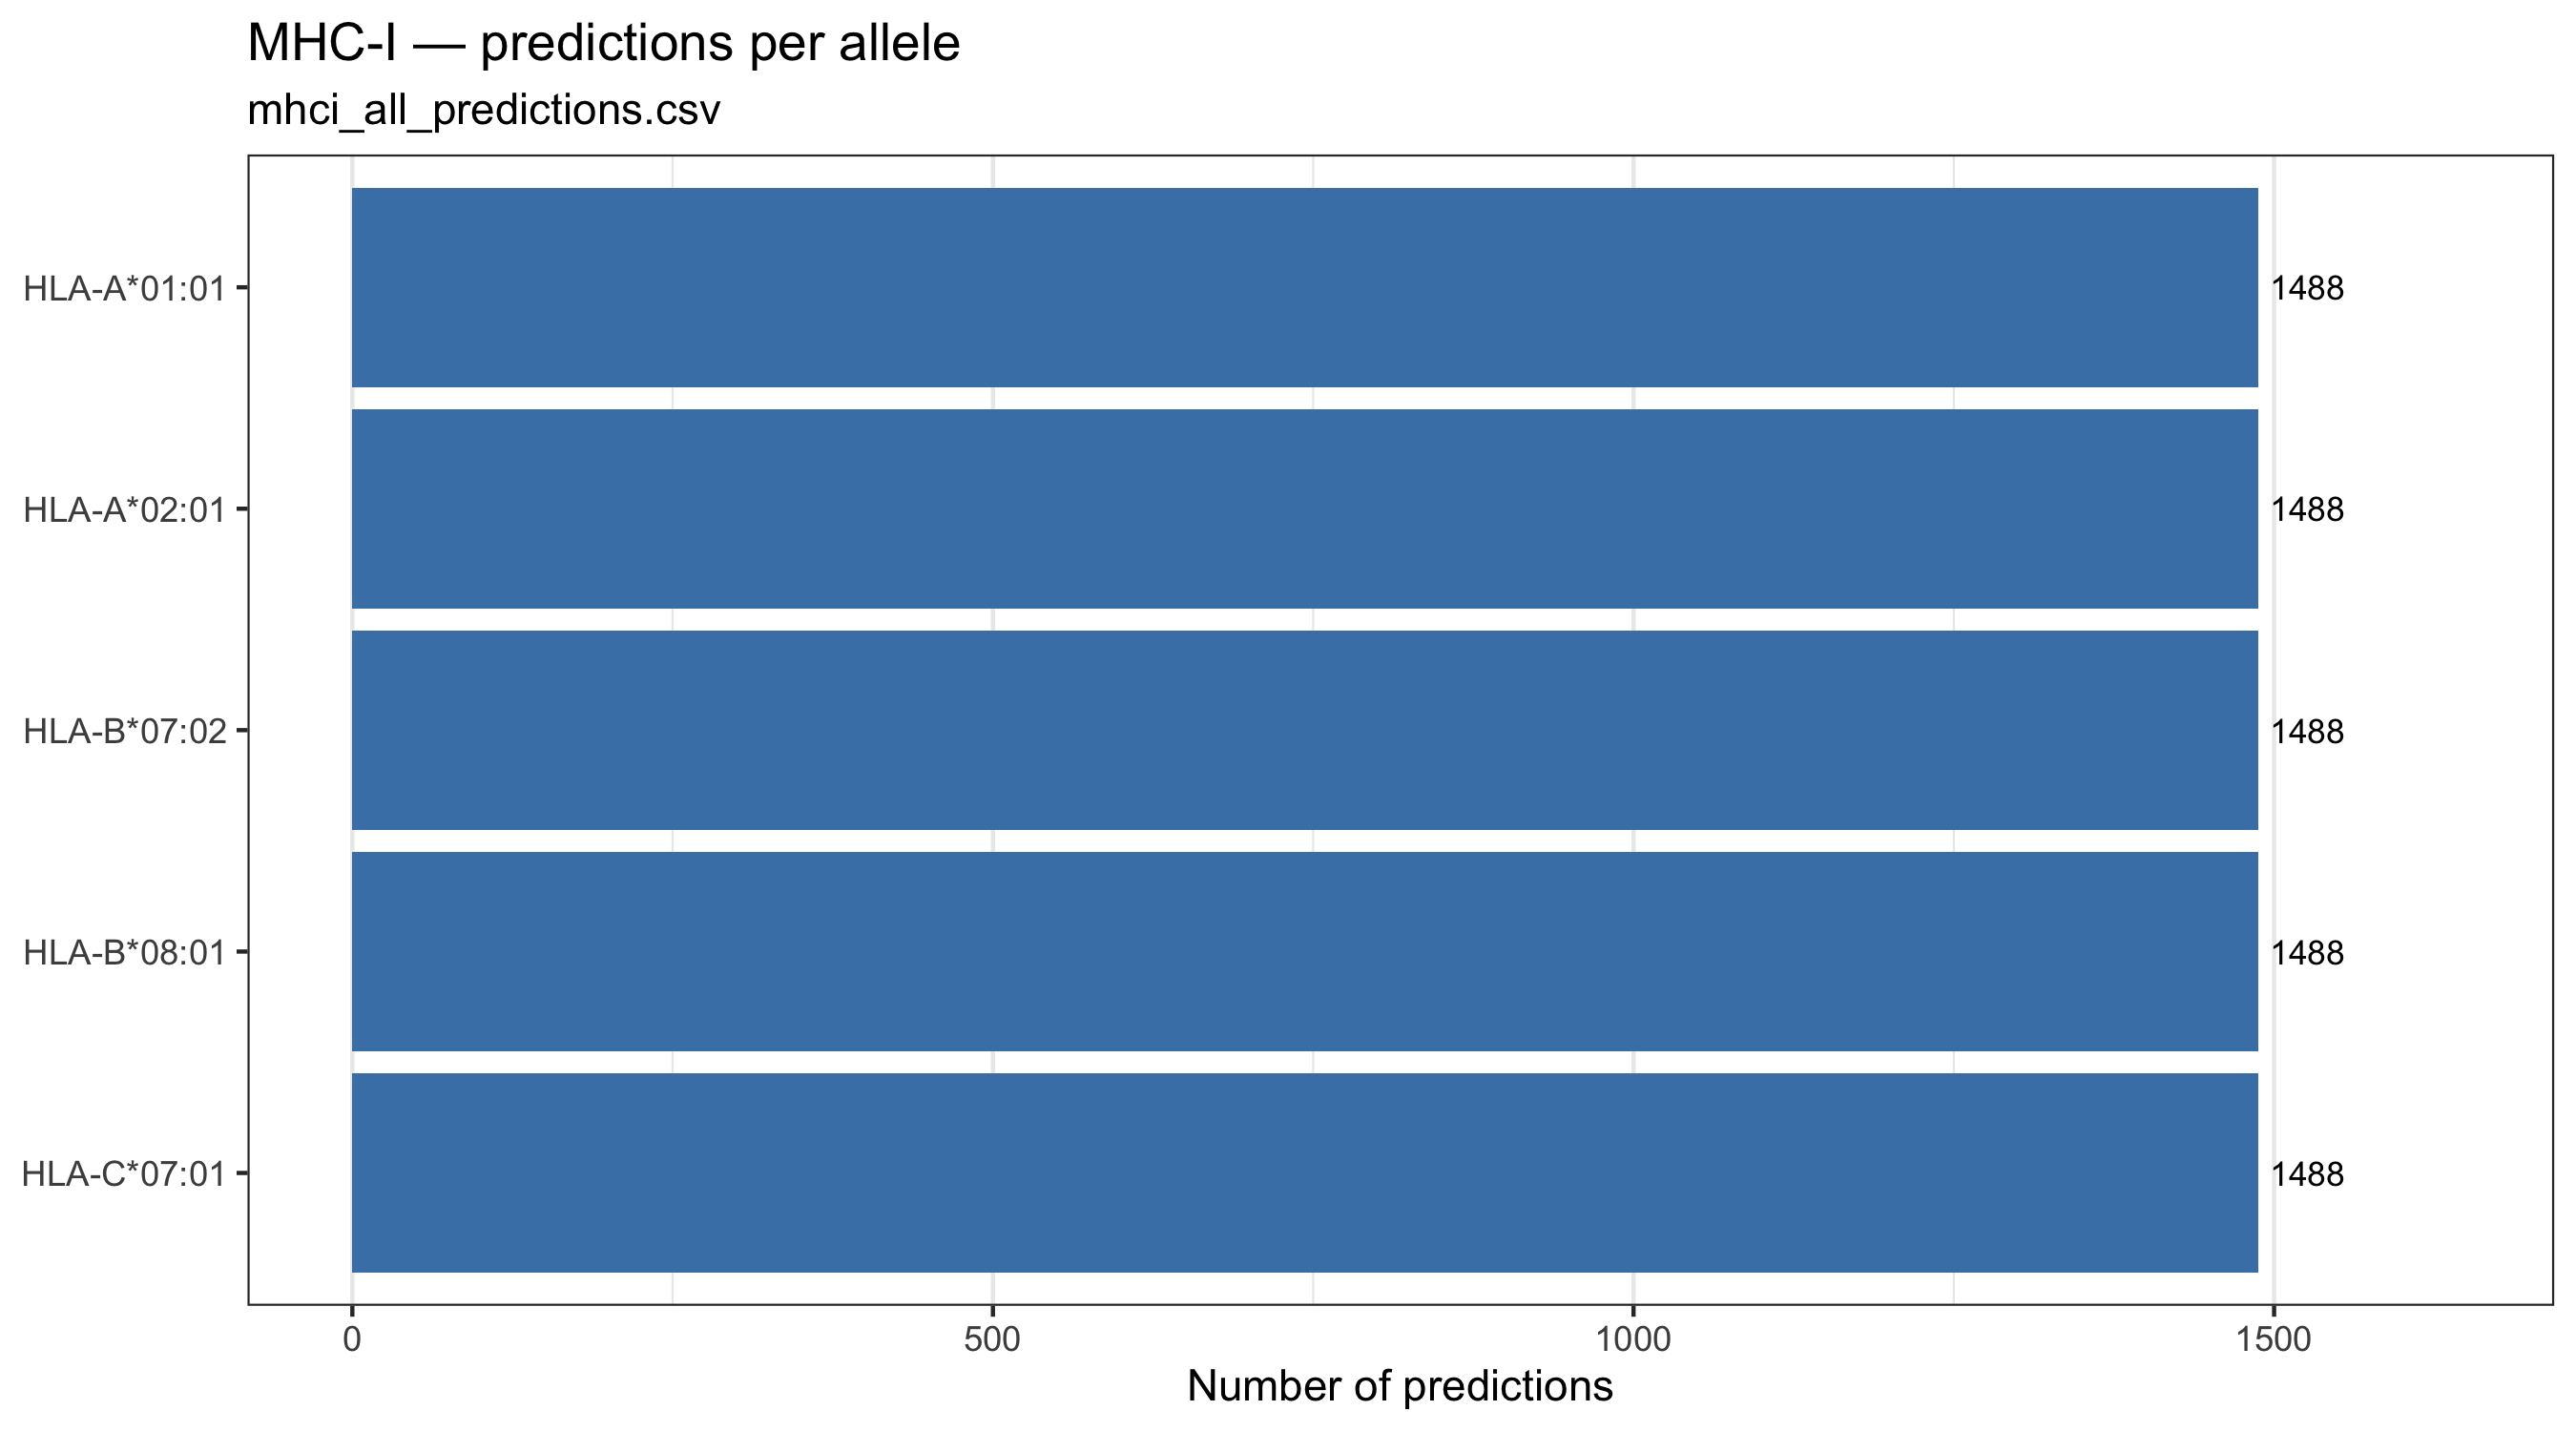 MHC-I — predictions per allele
mhci_all_predictions.csv
HLA-A*01:01
1488
HLA-A*02:01
1488
HLA-B*07:02
1488
HLA-B*08:01
1488
HLA-C*07:01
1488
0
500
1000
1500
Number of predictions